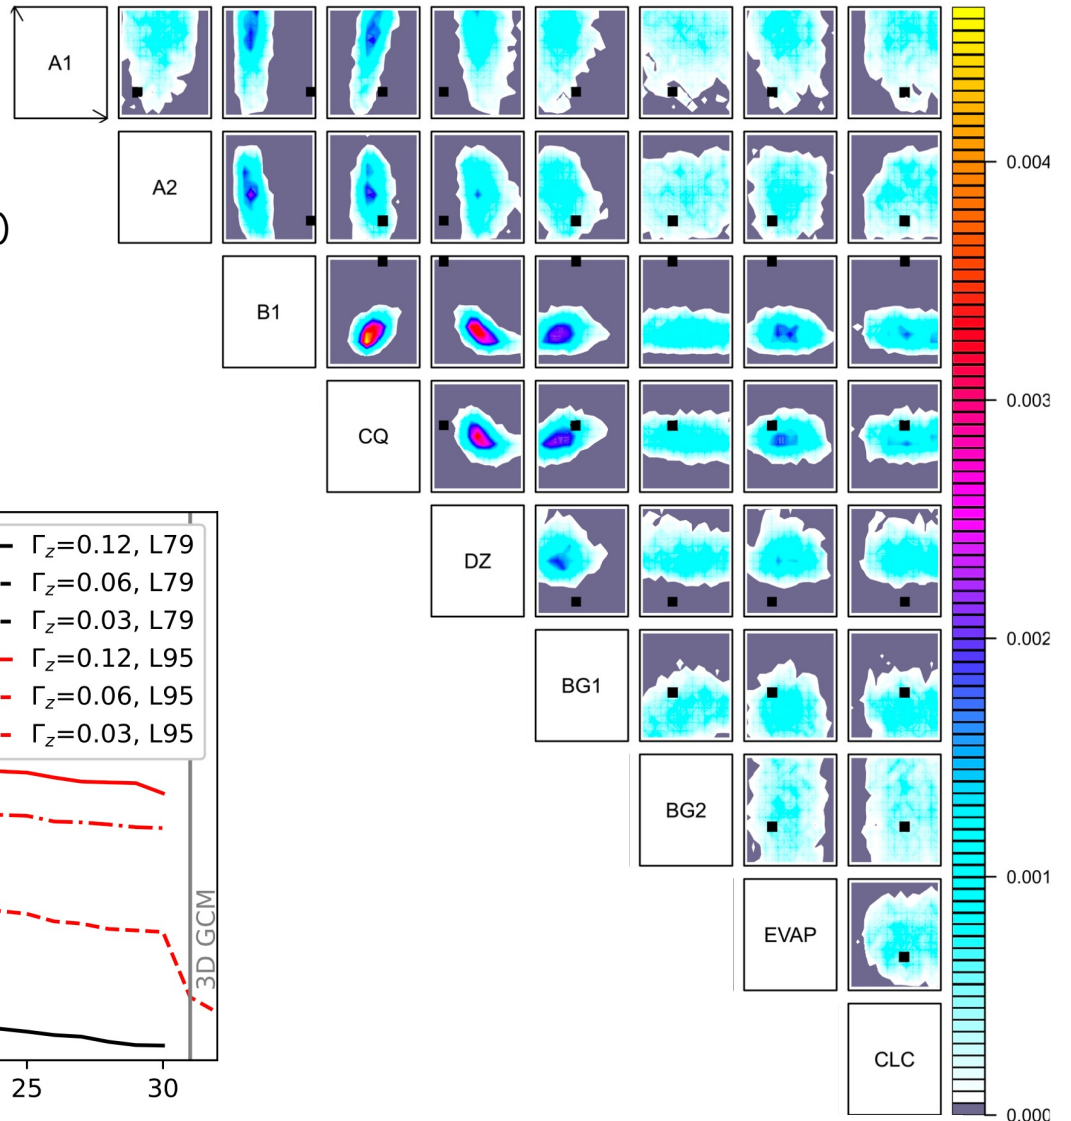 A1
A2
)
B1
CQ
DZ
BG1
BG2
EVAP
CLC
0.004
0.003
0.002
0.001
0.000
Γz=0.12, L79
Γz=0.06, L79
Γz=0.03, L79
Γz=0.12, L95
Γz=0.06, L95
Γz=0.03, L95
3D GCM
25
30